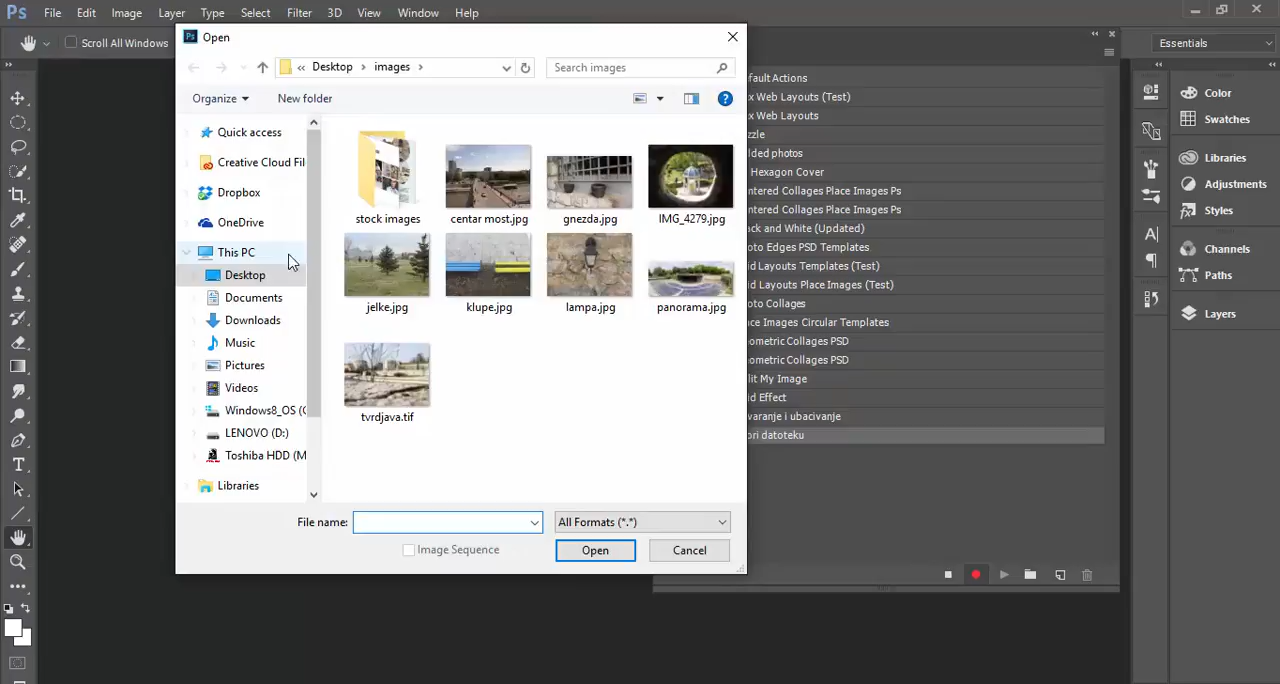 Ps File Edit Image Layer Type Select Filter 3D View Window Help
Scroll All Windows
Essentials
Ps Open
« Desktop images
Search images
Organize New folder
Quick access
Creative Cloud Fil
Dropbox
OneDrive
This PC
Desktop
Documents
Downloads
Music
Pictures
Videos
Windows8_OS (C
LENOVO (D:)
Toshiba HDD (M
Libraries
stock images
centar most.jpg
gnezda.jpg
IMG_4279.jpg
jelke.jpg
klupe.jpg
lampa.jpg
panorama.jpg
tvrdjava.tif
File name:
All Formats (*.*)
Image Sequence
Open
Cancel
fault Actions
x Web Layouts (Test)
x Web Layouts
zzle
ded photos
Hexagon Cover
ntered Collages Place Images Ps
ntered Collages Place Images Ps
ack and White (Updated)
oto Edges PSD Templates
id Layouts Templates (Test)
id Layouts Place Images (Test)
oto Collages
ace Images Circular Templates
ometric Collages PSD
ometric Collages PSD
lit My Image
id Effect
varanje i ubacivanje
ori datoteku
Color
Swatches
Libraries
Adjustments
Styles
Channels
Paths
Layers